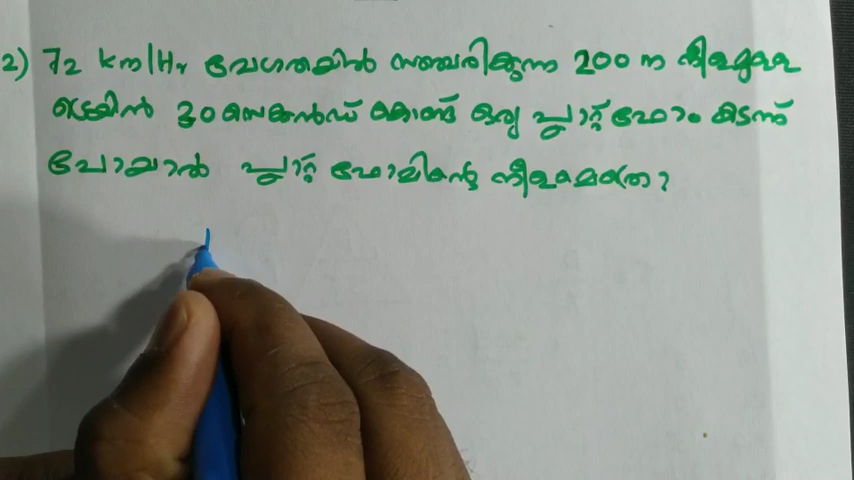 2) 72 km/Hr വേഗതയിൽ സഞ്ചരിക്കുന്ന 200 m നീളമുള്ള
ട്രെയിൻ 30 സെക്കൻഡ് കൊണ്ട് ഒരു പ്ലാറ്റ് ഫോം കടന്ന്
പോയാൽ പ്ലാറ്റ് ഫോമിന്റെ നീളമെത്ര?